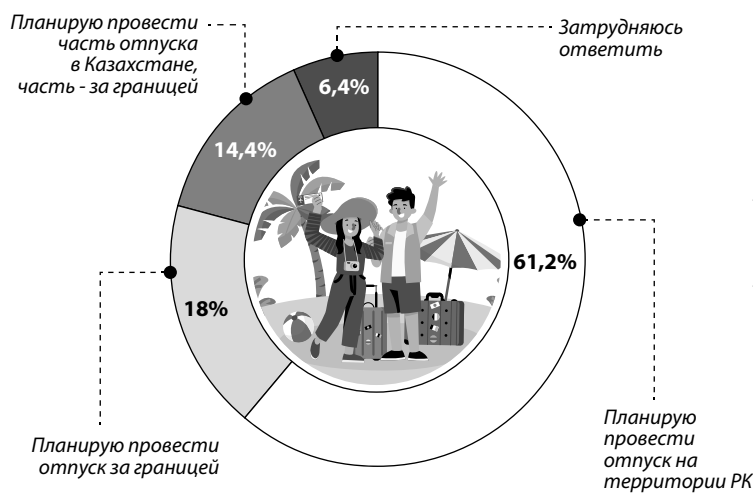 Планирую провести
часть отпуска
в Казахстане,
часть - за границей
Затрудняюсь
ответить
6,4%
14,4%
61,2%
18%
Планирую провести
отпуск за границей
Планирую
провести
отпуск на
территории РК